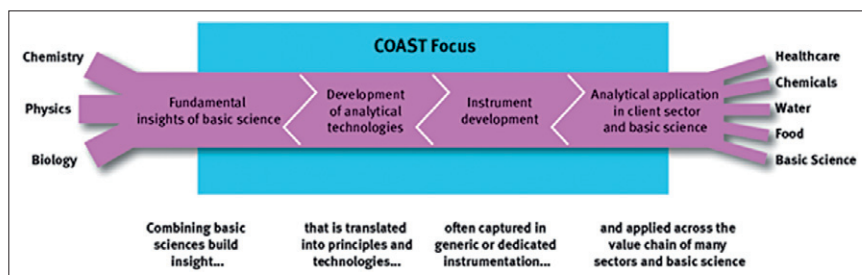 COAST Focus
Chemistry
Physics
Biology
Fundamental
insights of basic science
Development
of analytical
technologies
Instrument
development
Analytical application
in client sector
and basic science
Healthcare
Chemicals
Water
Food
Basic Science
Combining basic
sciences build
insight...
that is translated
into principles and
technologies...
often captured in
generic or dedicated
instrumentation...
and applied across the
value chain of many
sectors and basic science